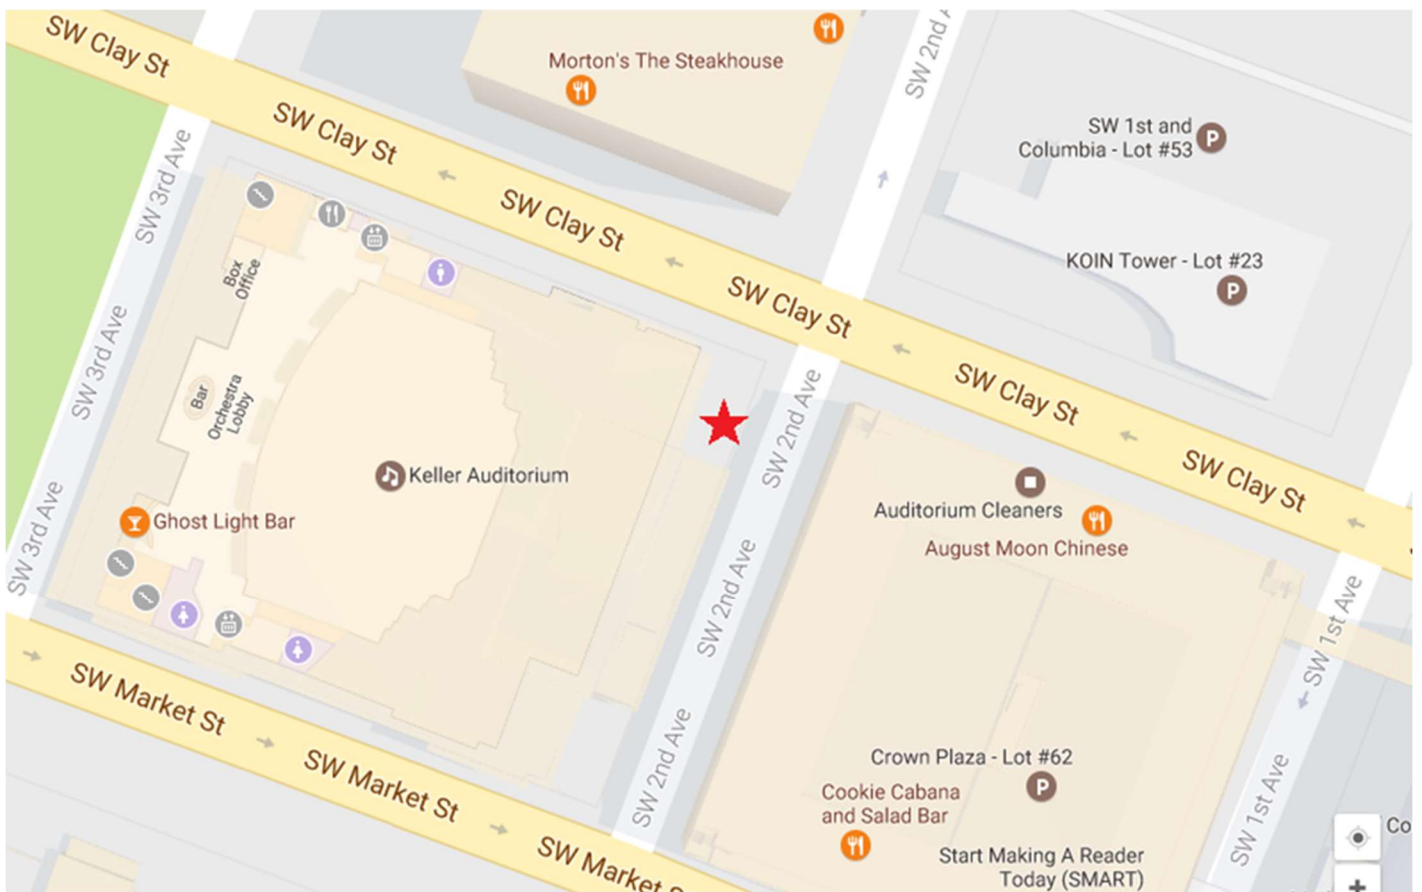 SW Clay St
SW Clay St
SW Clay St
SW Clay St
SW Clay St
SW Clay St
SW 3rd Ave
SW 3rd Ave
SW 3rd Ave
Morton's The Steakhouse
SW 2nd A
SW 1st and
Columbia - Lot #53
P
KOIN Tower - Lot #23
P
Box
Office
Bar
Orchestra
Lobby
Keller Auditorium
Ghost Light Bar
SW 2nd Ave
SW 2nd Ave
SW 2nd Ave
Auditorium Cleaners
August Moon Chinese
SW 1st Ave
SW 1st Ave
SW Market St
SW Market St
SW Market S
Crown Plaza - Lot #62
P
Cookie Cabana
and Salad Bar
Start Making A Reader
Today (SMART)
Co